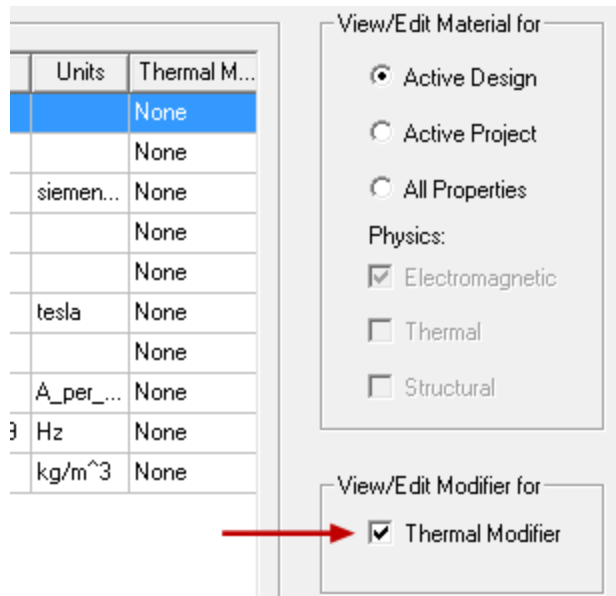 View/Edit Material for
Units Thermal M...
Active Design
None
Active Project
None
siemen... None
All Properties
None
Physics:
None
Electromagnetic
tesla None
Thermal
None
A_per_... None
Structural
Hz None
kg/m^3 None
View/Edit Modifier for
Thermal Modifier